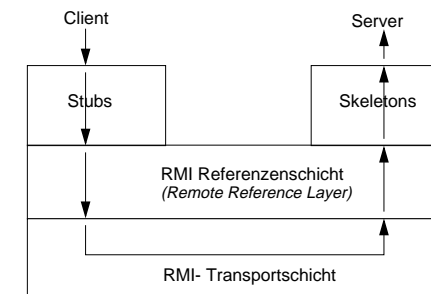 Client
Server
Stubs
Skeletons
RMI Referenzenschicht
(Remote Reference Layer)
RMI- Transportschicht